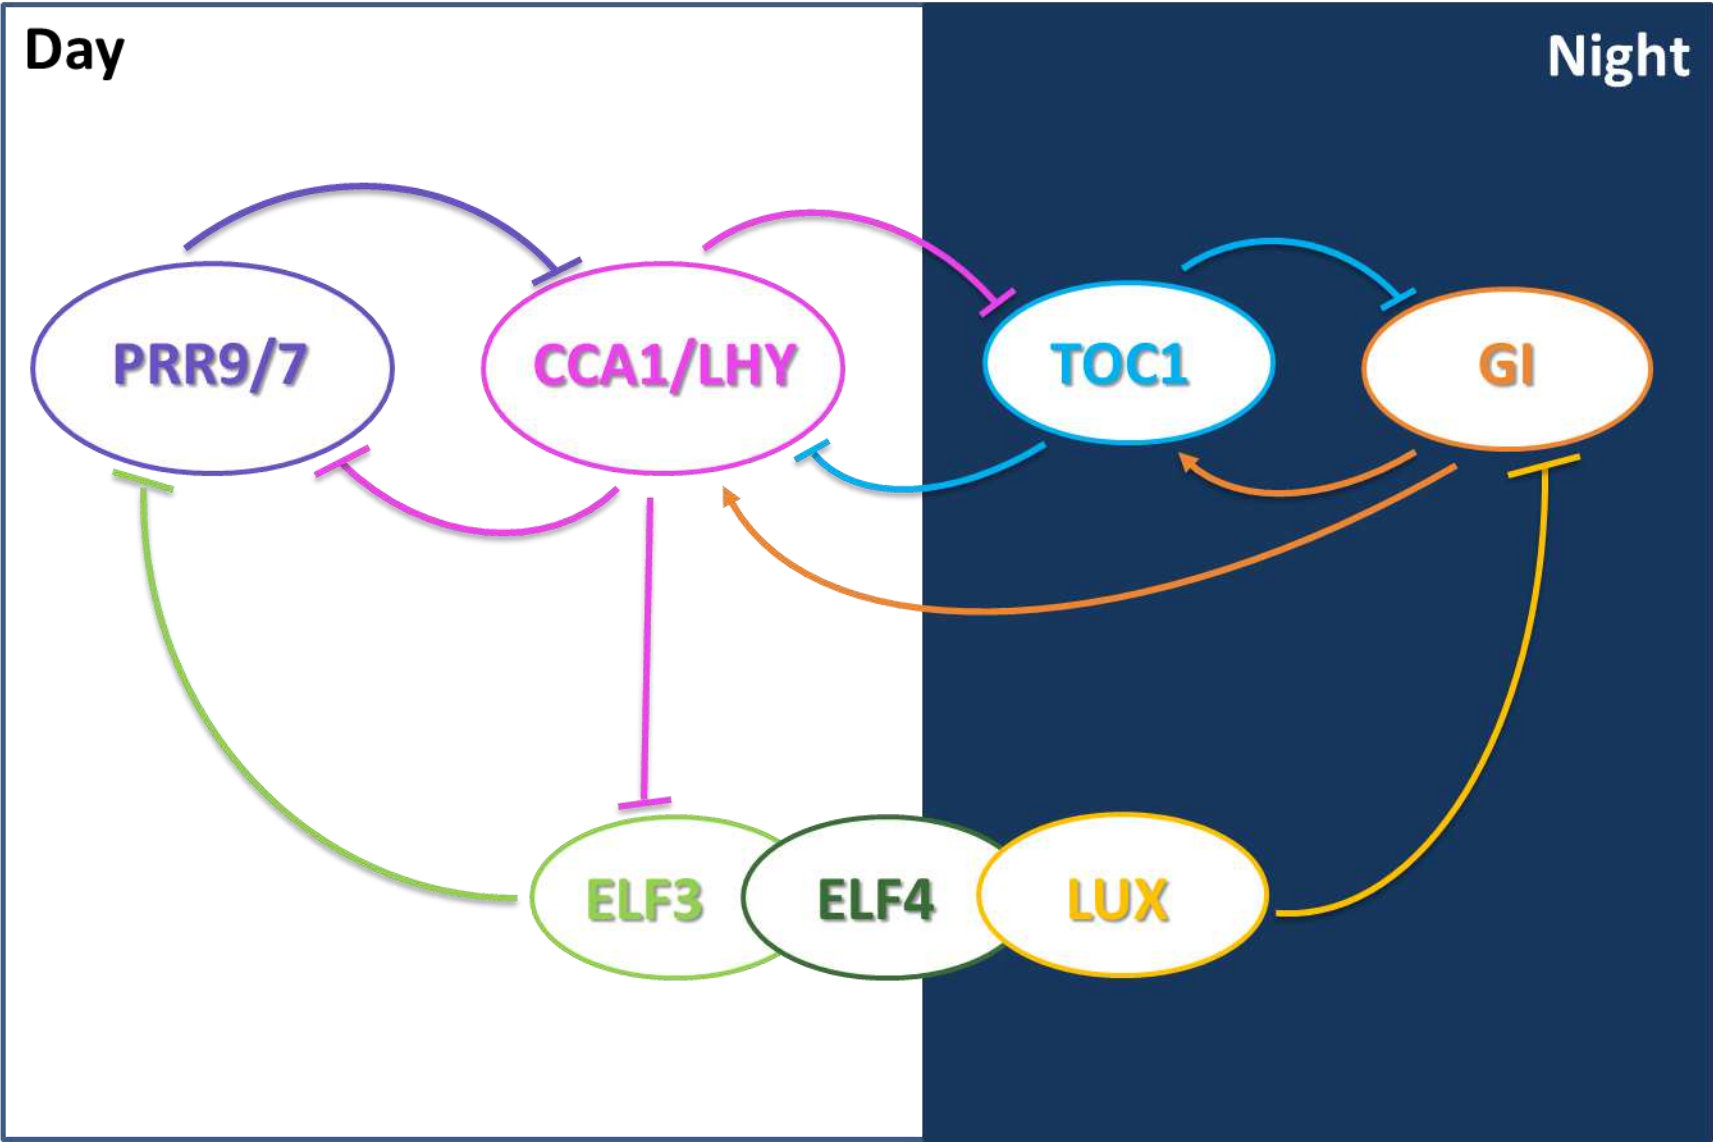 Day
Night
PRR9/7
CCA1/LHY
TOC1
GI
ELF3
ELF4
LUX